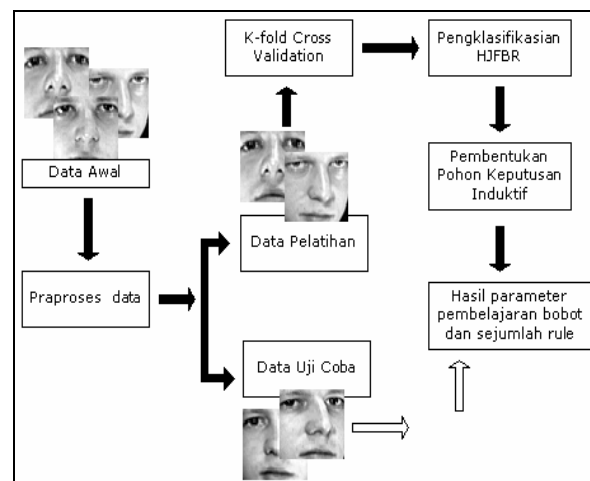 K-fold Cross
Validation
Pengklasifikasian
HJFBR
Data Awal
Pembentukan
Pohon Keputusan
Induktif
Data Pelatihan
Praproses data
Hasil parameter
pembelajaran bobot
dan sejumlah rule
Data Uji Coba